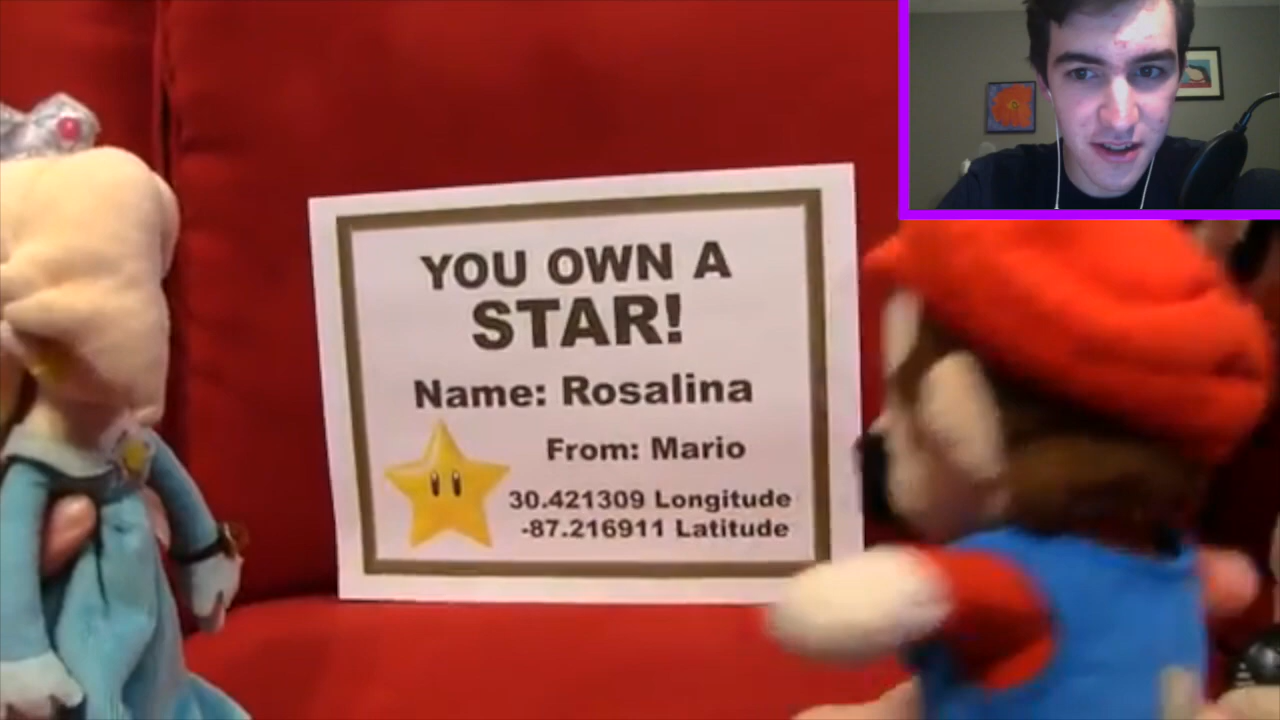 YOU OWN A
STAR!
Name: Rosalina
From: Mario
30.421309 Longitude
-87.216911 Latitude